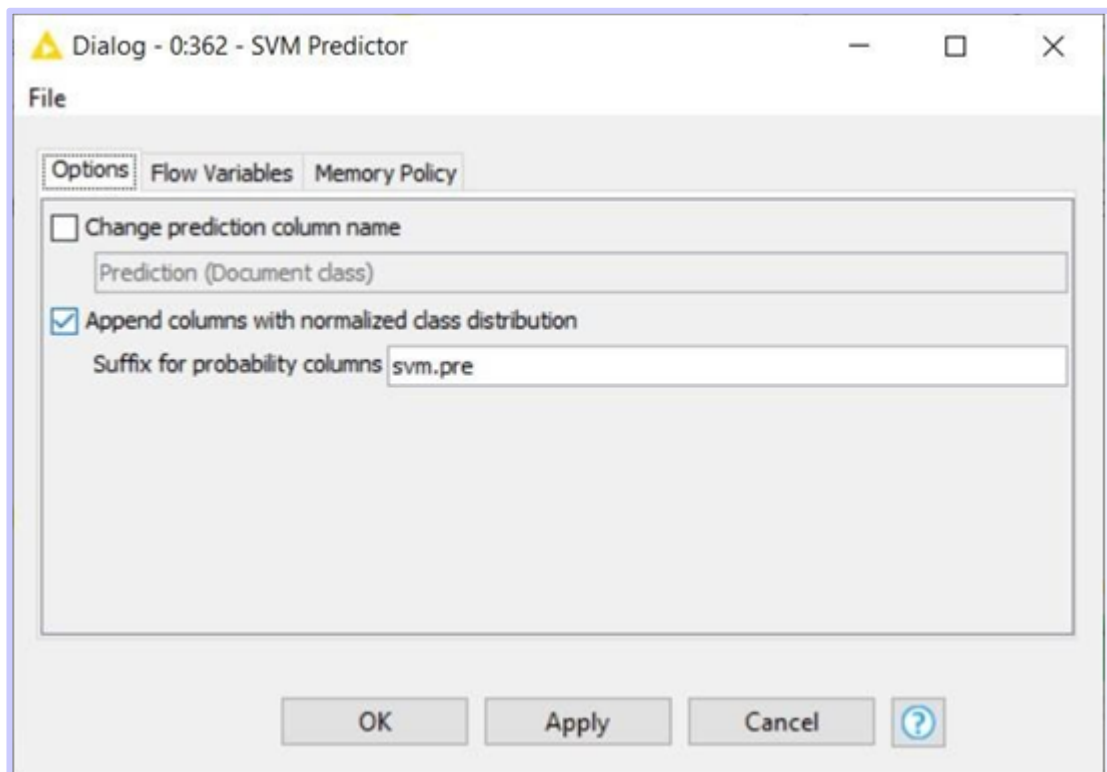 Dialog - 0:362 - SVM Predictor
File
Options Flow Variables Memory Policy
Change prediction column name
Prediction (Document class)
Append columns with normalized class distribution
Suffix for probability columns svm.pre
OK Apply Cancel ?